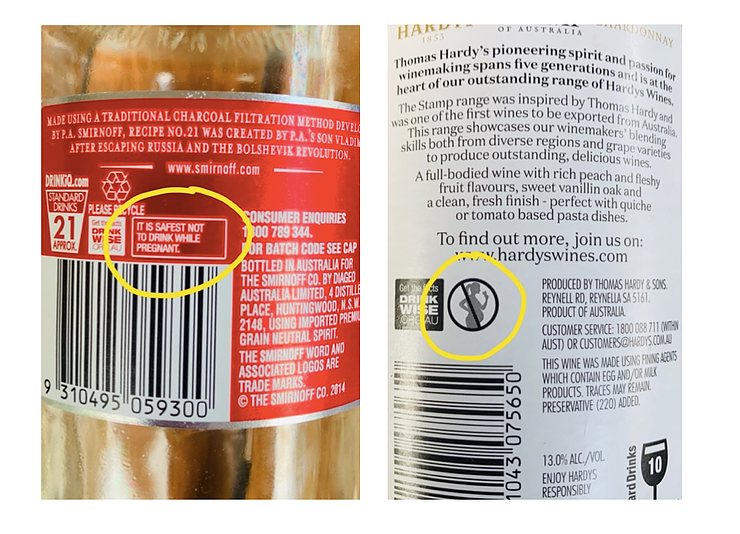 MADE USING A TRADITIONAL CHARCOAL FILTRATION METHOD DEVELO
BY P.A. SMIRNOFF, RECIPE NO.21 WAS CREATED BY P.A.'S SON VLADIM
AFTER ESCAPING RUSSIA AND THE BOLSHEVIK REVOLUTION.
www.smirnoff.com
DRINKiQ.com
STANDARD
DRINKS
21
APPROX.
PLEASE RECYCLE
Get the facts
DRINK
WISE
.ORG.AU
IT IS SAFEST NOT
TO DRINK WHILE
PREGNANT.
CONSUMER ENQUIRIES
1800 789 344.
FOR BATCH CODE SEE CAP
BOTTLED IN AUSTRALIA FOR
THE SMIRNOFF CO. BY DIAGEO
AUSTRALIA LIMITED, 4 DISTILLE
PLACE, HUNTINGWOOD, N.S.W.
2148, USING IMPORTED PREMIU
GRAIN NEUTRAL SPIRIT.
THE SMIRNOFF WORD AND
ASSOCIATED LOGOS ARE
TRADE MARKS.
© THE SMIRNOFF CO. 2014
9 310495 059300
HARDYS
1853
OF AUSTRALIA
CHARDONNAY
Thomas Hardy's pioneering spirit and passion for
winemaking spans five generations and is at the
heart of our outstanding range of Hardys Wines.
The Stamp range was inspired by Thomas Hardy and
was one of the first wines to be exported from Australia.
This range showcases our winemakers' blending
skills both from diverse regions and grape varieties
to produce outstanding, delicious wines.
A full-bodied wine with rich peach and fleshy
fruit flavours, sweet vanillin oak and
a clean, fresh finish - perfect with quiche
or tomato based pasta dishes.
To find out more, join us on:
www.hardyswines.com
Get the facts
DRINK
WISE
.ORG.AU
PRODUCED BY THOMAS HARDY & SONS.
REYNELL RD, REYNELLA SA 5161.
PRODUCT OF AUSTRALIA.
CUSTOMER SERVICE: 1800 088 711 (WITHIN
AUST) OR CUSTOMERS@HARDYS.COM.AU
THIS WINE WAS MADE USING FINING AGENTS
WHICH CONTAIN EGG AND/OR MILK
PRODUCTS. TRACES MAY REMAIN.
PRESERVATIVE (220) ADDED.
1043 075650
13.0% ALC./VOL.
ENJOY HARDYS
RESPONSIBLY
ard Drinks
10